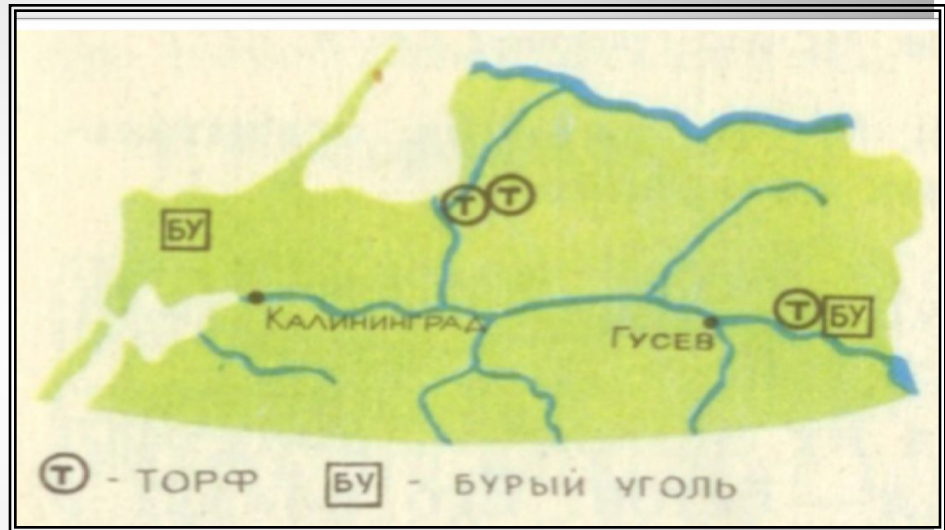 Т Т
БУ
Т БУ
КАЛИНИНГРАД
ГУСЕВ
Т - ТОРФ БУ - БУРЫЙ УГОЛЬ